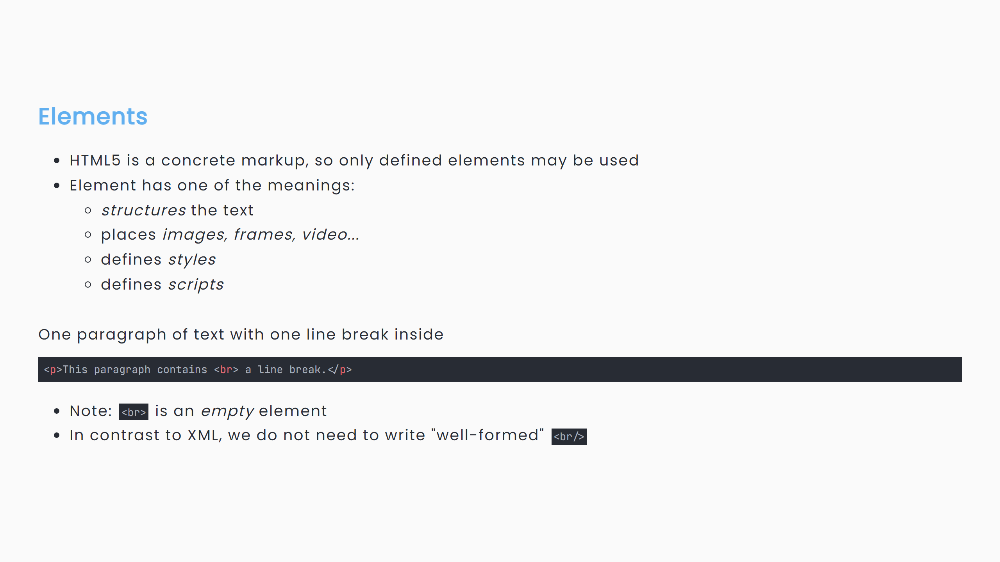 Elements
HTML5 is a concrete markup, so only defined elements may be used
Element has one of the meanings:
structures the text
places images, frames, video...
defines styles
defines scripts
One paragraph of text with one line break inside
<p>This paragraph contains <br> a line break.</p>
Note: <br> is an empty element
In contrast to XML, we do not need to write "well-formed" <br/>